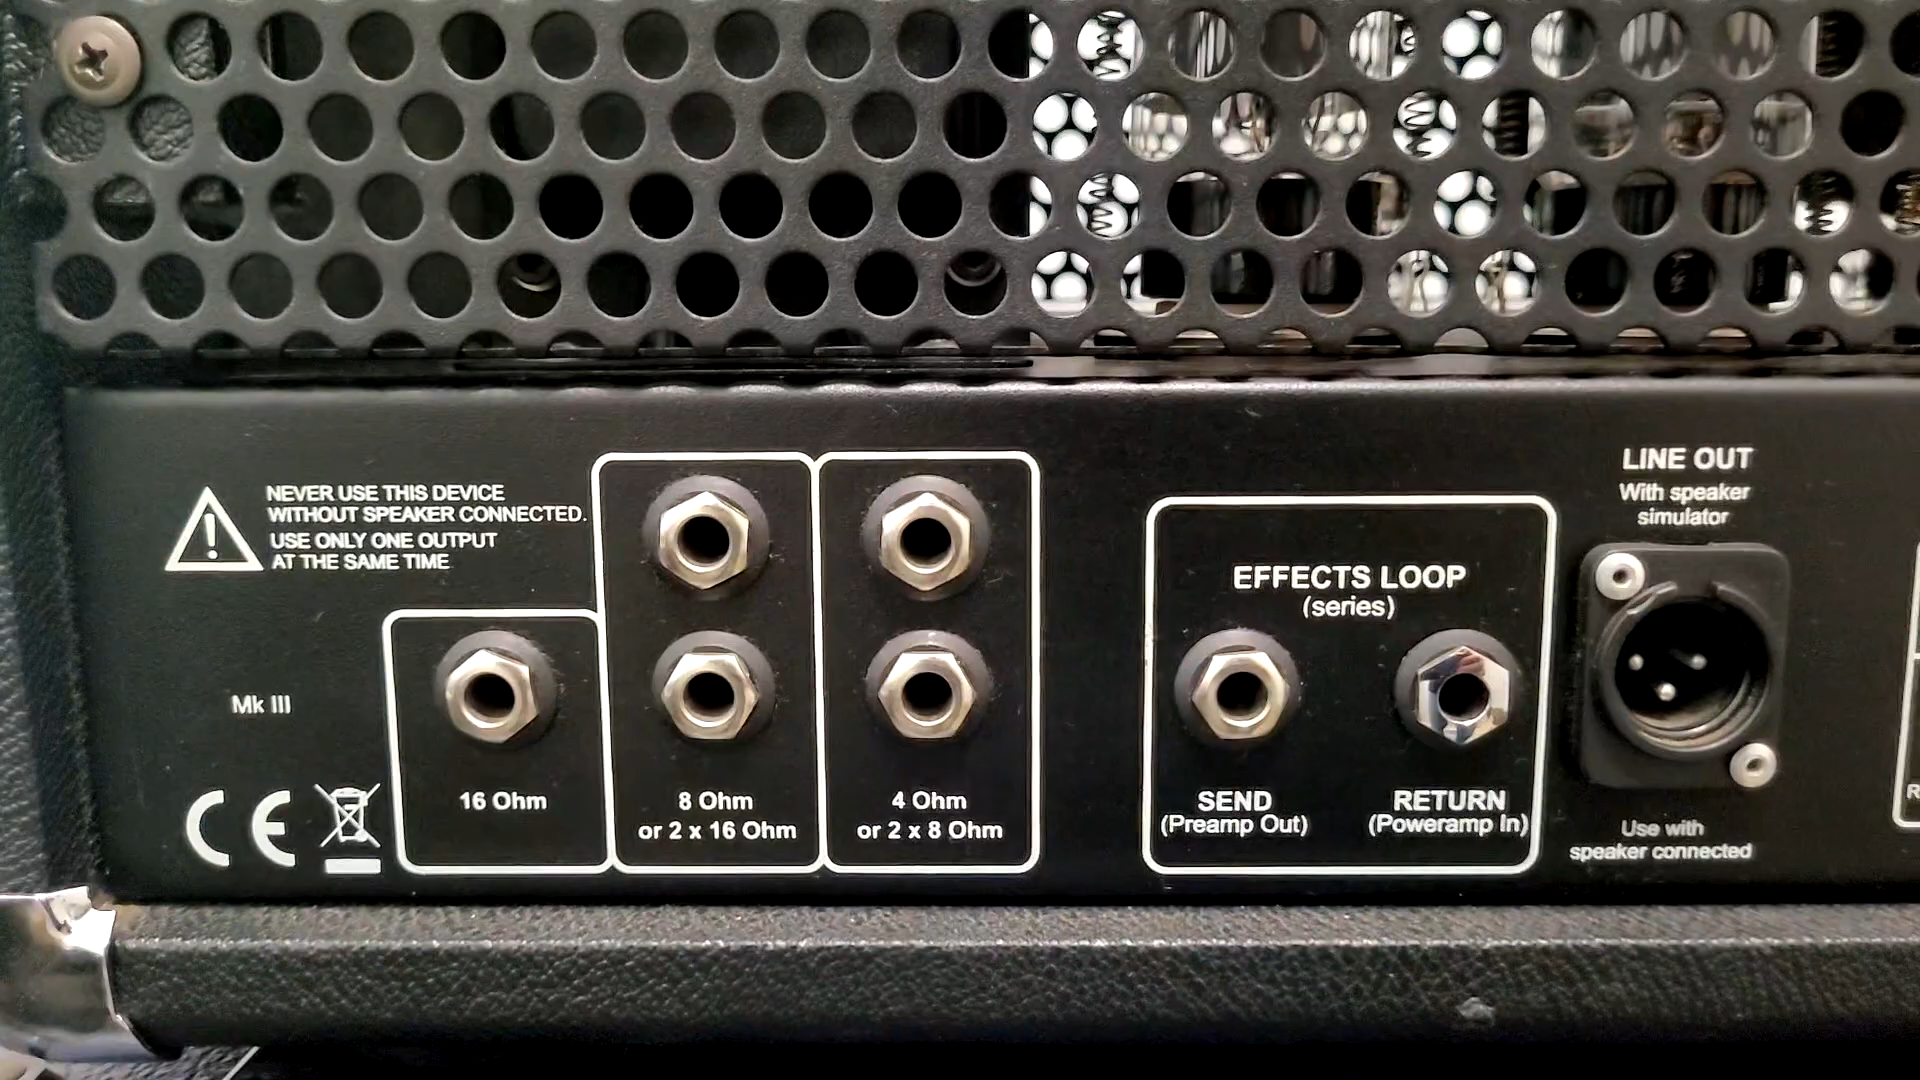 NEVER USE THIS DEVICE
WITHOUT SPEAKER CONNECTED.
USE ONLY ONE OUTPUT
AT THE SAME TIME
Mk III
CE
16 Ohm
8 Ohm
or 2 x 16 Ohm
4 Ohm
or 2 x 8 Ohm
EFFECTS LOOP
(series)
SEND
(Preamp Out)
RETURN
(Poweramp In)
LINE OUT
With speaker
simulator
Use with
speaker connected